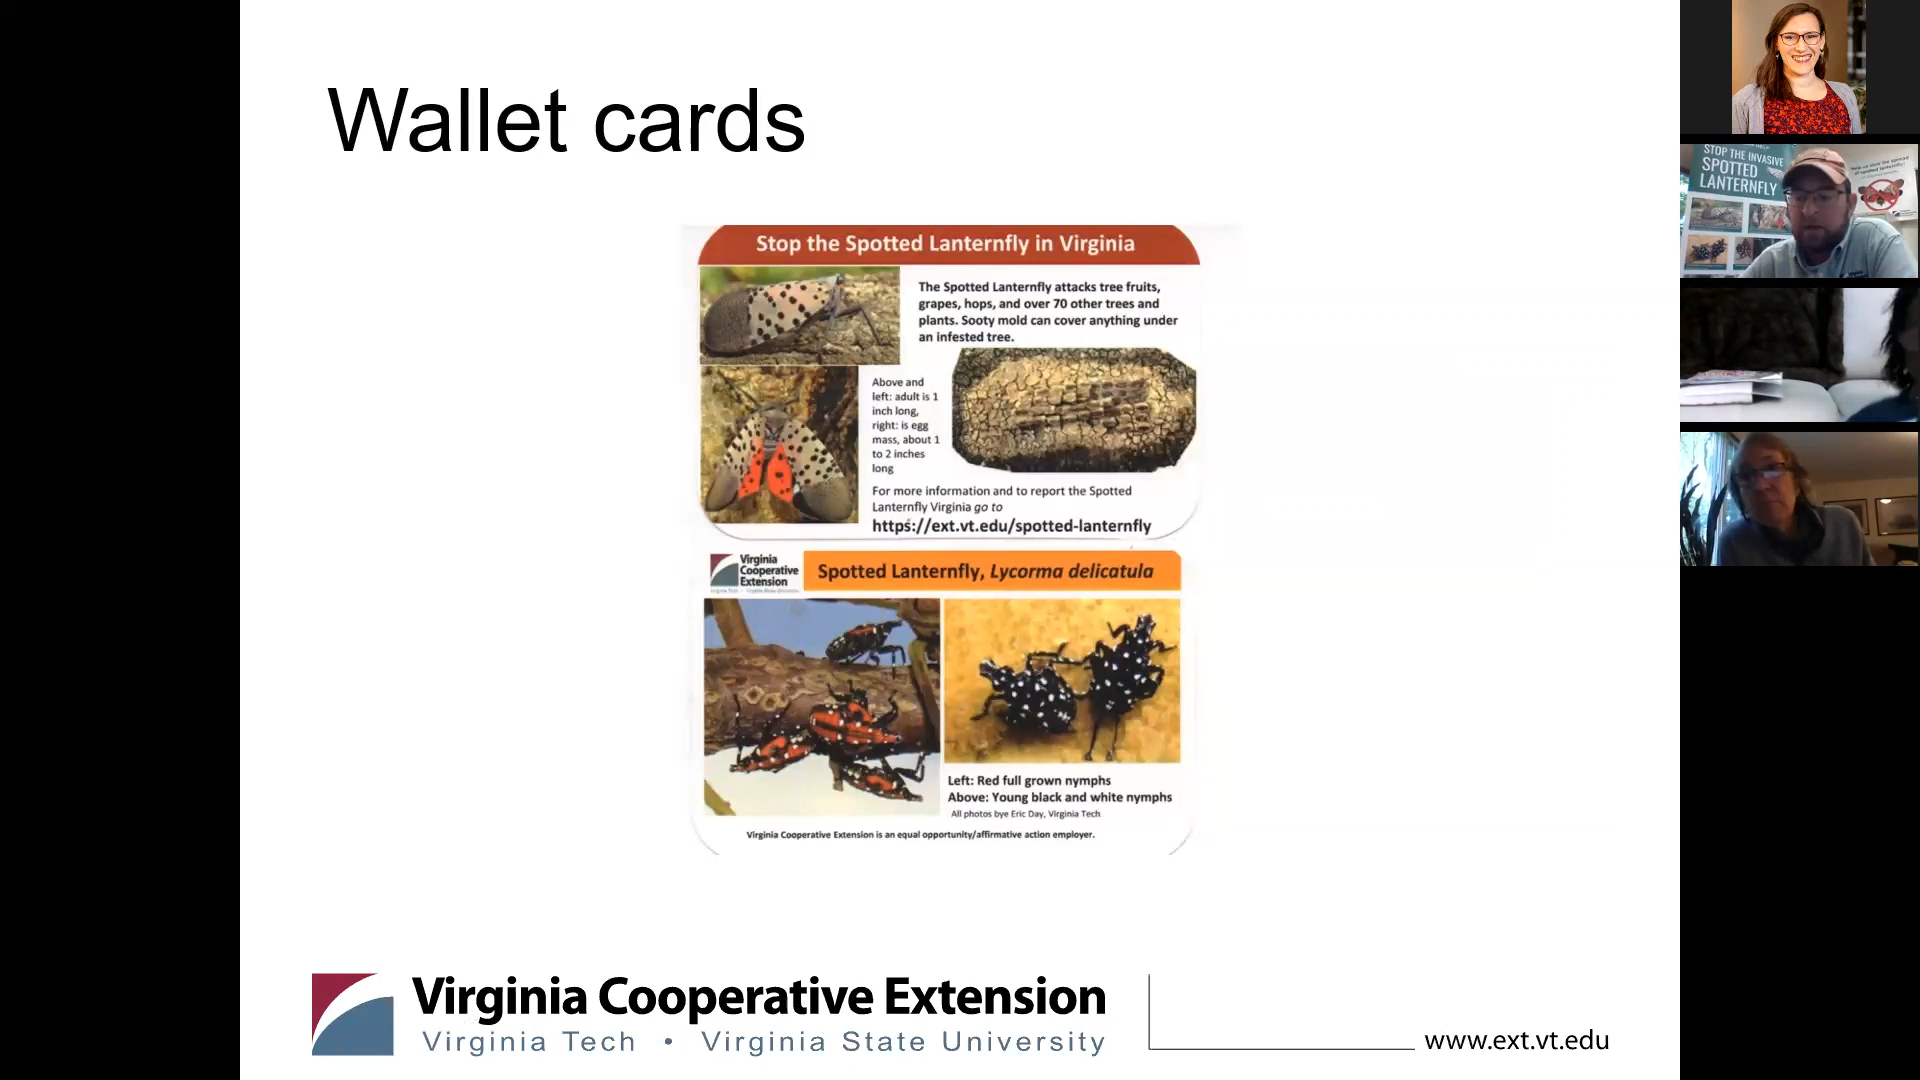 Wallet cards
Stop the Spotted Lanternfly in Virginia
The Spotted Lanternfly attacks tree fruits,
grapes, hops, and over 70 other trees and
plants. Sooty mold can cover anything under
an infested tree.
Above and
left: adult is 1
inch long,
right: is egg
mass, about 1
to 2 inches
long
For more information and to report the Spotted
Lanternfly Virginia go to
https://ext.vt.edu/spotted-lanternfly
Virginia
Cooperative
Extension
Spotted Lanternfly, Lycorma delicatula
Left: Red full grown nymphs
Above: Young black and white nymphs
All photos bye Eric Day, Virginia Tech
Virginia Cooperative Extension is an equal opportunity/affirmative action employer.
Virginia Cooperative Extension
Virginia Tech • Virginia State University
www.ext.vt.edu
STOP THE INVASIVE
SPOTTED
LANTERNFLY